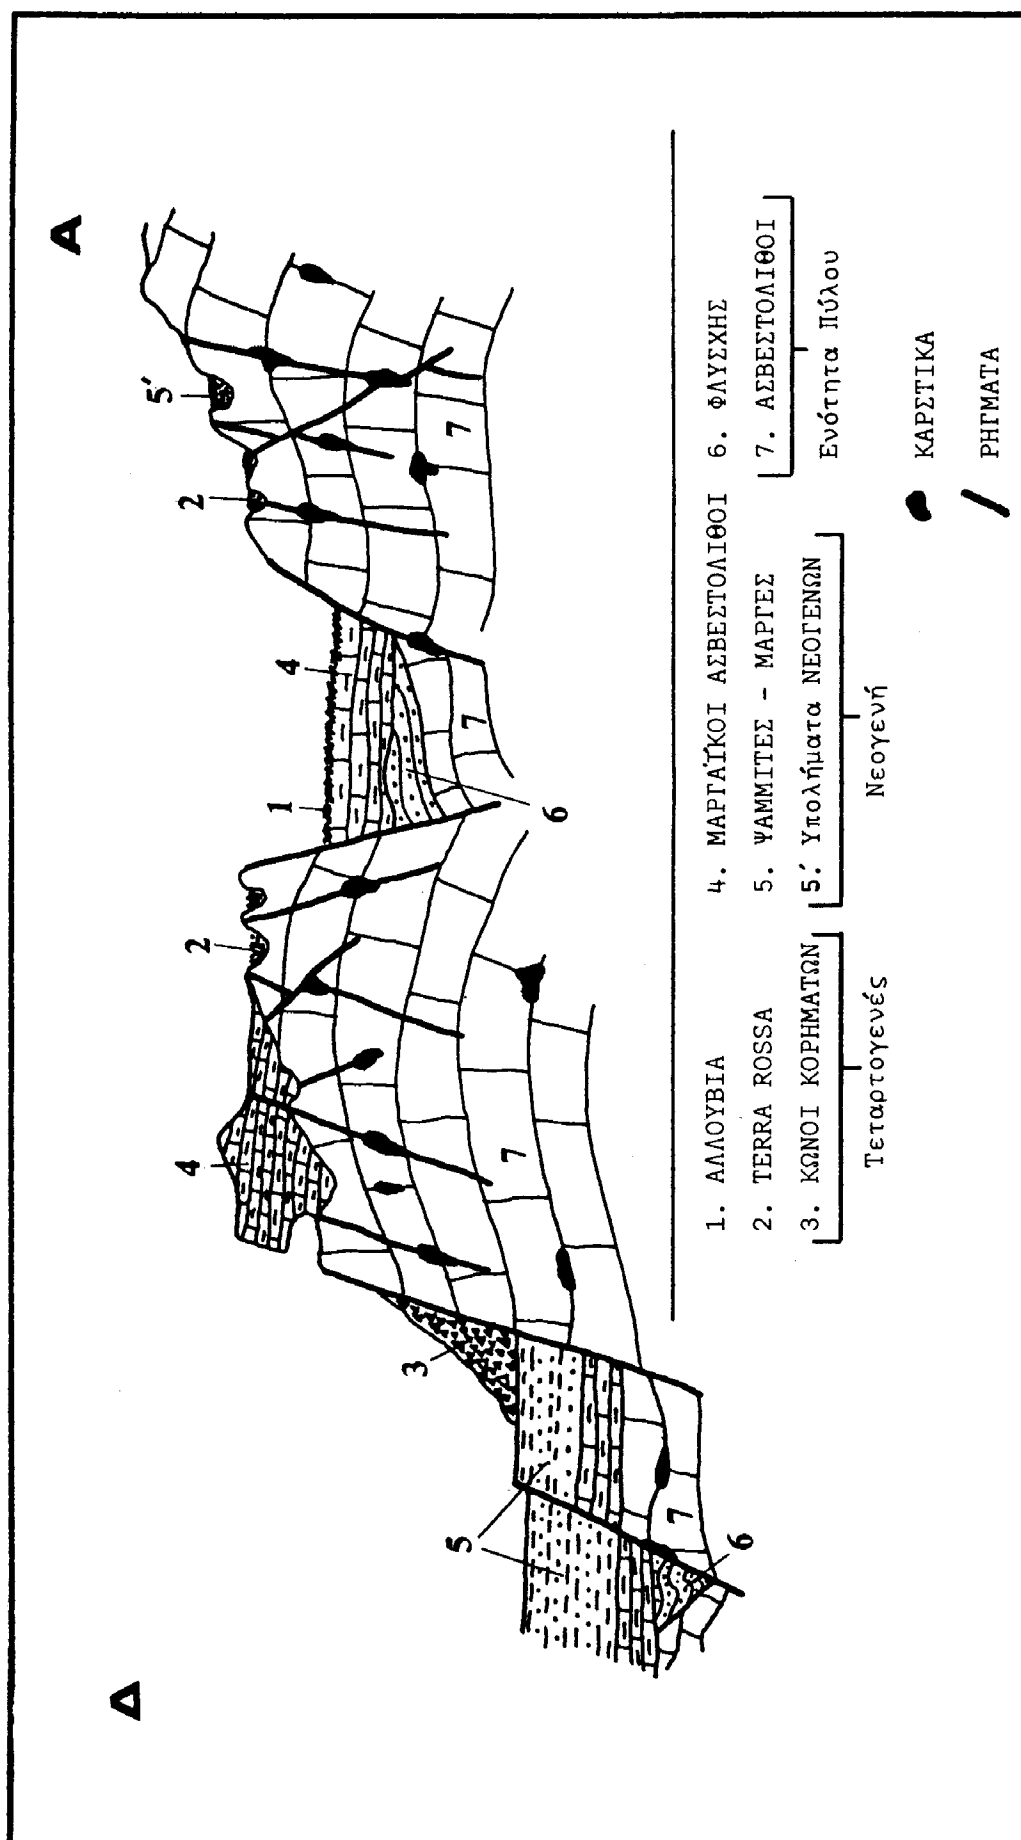 Δ
Α
5
5
6
7
3
4
2
7
1
4
6
7
2
5'
7
1. ΑΛΛΟΥΒΙΑ
2. TERRA ROSSA
3. ΚΩΝΟΙ ΚΟΡΗΜΑΤΩΝ
Τεταρτογενές
4. ΜΑΡΓΑΪΚΟΙ ΑΣΒΕΣΤΟΛΙΘΟΙ
5. ΨΑΜΜΙΤΕΣ - ΜΑΡΓΕΣ
5.' Υπολήματα ΝΕΟΓΕΝΩΝ
Νεογενή
6. ΦΛΥΣΧΗΣ
7. ΑΣΒΕΣΤΟΛΙΘΟΙ
Ενότητα Πύλου
ΚΑΡΣΤΙΚΑ
ΡΗΓΜΑΤΑ